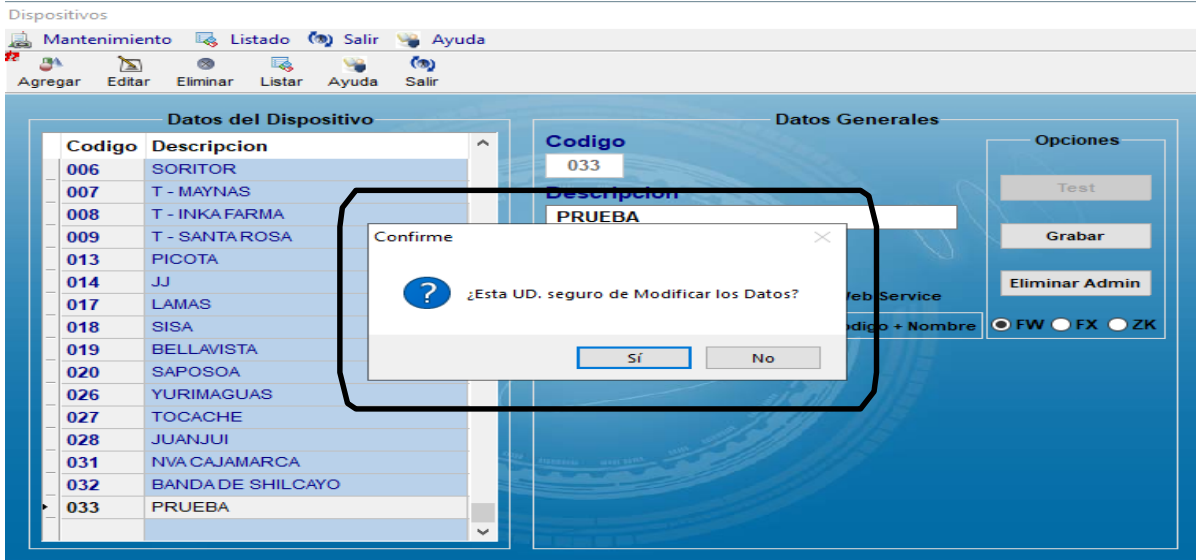 Dispositivos
Mantenimiento Listado Salir Ayuda
Agregar Editar Eliminar Listar Ayuda Salir
Datos del Dispositivo
Codigo Descripcion
006 SORITOR
007 T - MAYNAS
008 T - INKAFARMA
009 T - SANTA ROSA
013 PICOTA
014 JJ
017 LAMAS
018 SISA
019 BELLAVISTA
020 SAPOSOA
026 YURIMAGUAS
027 TOCACHE
028 JUANJUI
031 NVA CAJAMARCA
032 BANDA DE SHILCAYO
033 PRUEBA
Datos Generales
Codigo
033
Descripcion
PRUEBA
Confirme
¿Esta UD. seguro de Modificar los Datos?
Sí No
Service
+ Nombre
Opciones
Test
Grabar
Eliminar Admin
FW FX ZK